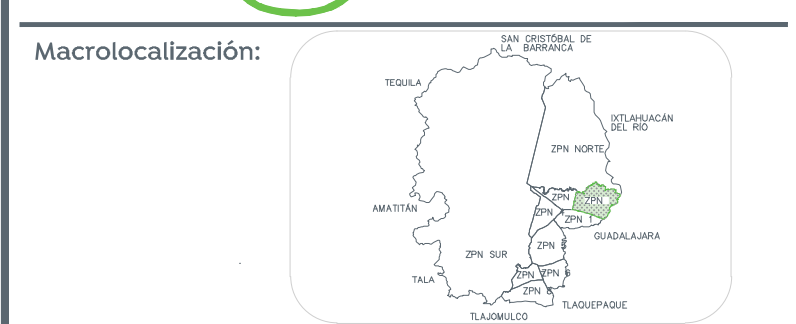 Macrolocalización:
SAN CRISTÓBAL DE
LA BARRANCA
TEQUILA
IXTLAHUACÁN
DEL RÍO
ZPN NORTE
ZPN
ZPN
AMATITÁN
ZPN
ZPN 1
GUADALAJARA
ZPN
ZPN SUR
ZPN
ZPN 6
TALA
ZPN
TLAQUEPAQUE
TLAJOMULCO